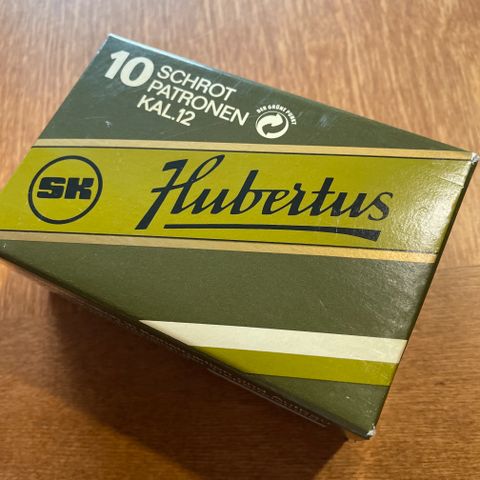 10 SCHROT
PATRONEN
KAL.12
DER GRÜNE PUNKT
SK
Hubertus